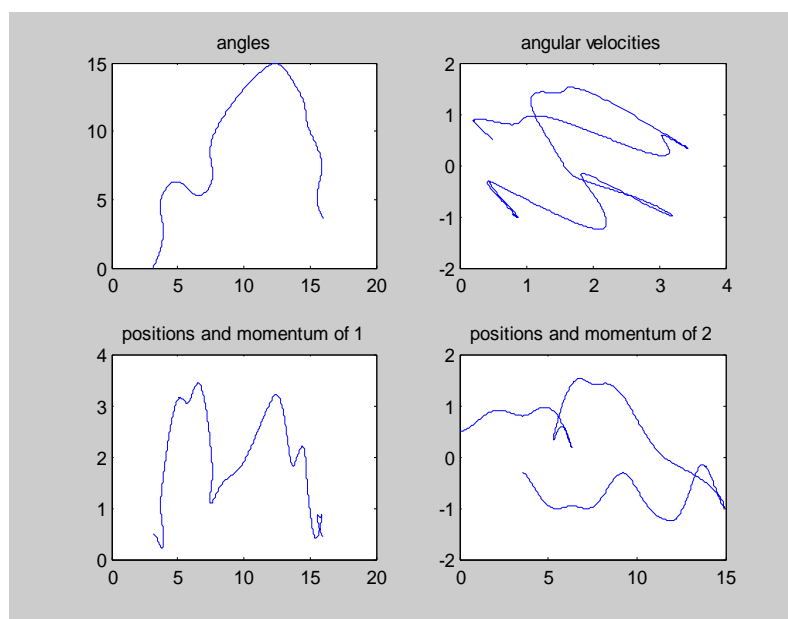 angles
15
10
5
0
0 5 10 15 20
angular velocities
2
1
0
-1
-2
0 1 2 3 4
positions and momentum of 1
4
3
2
1
0
0 5 10 15 20
positions and momentum of 2
2
1
0
-1
-2
0 5 10 15